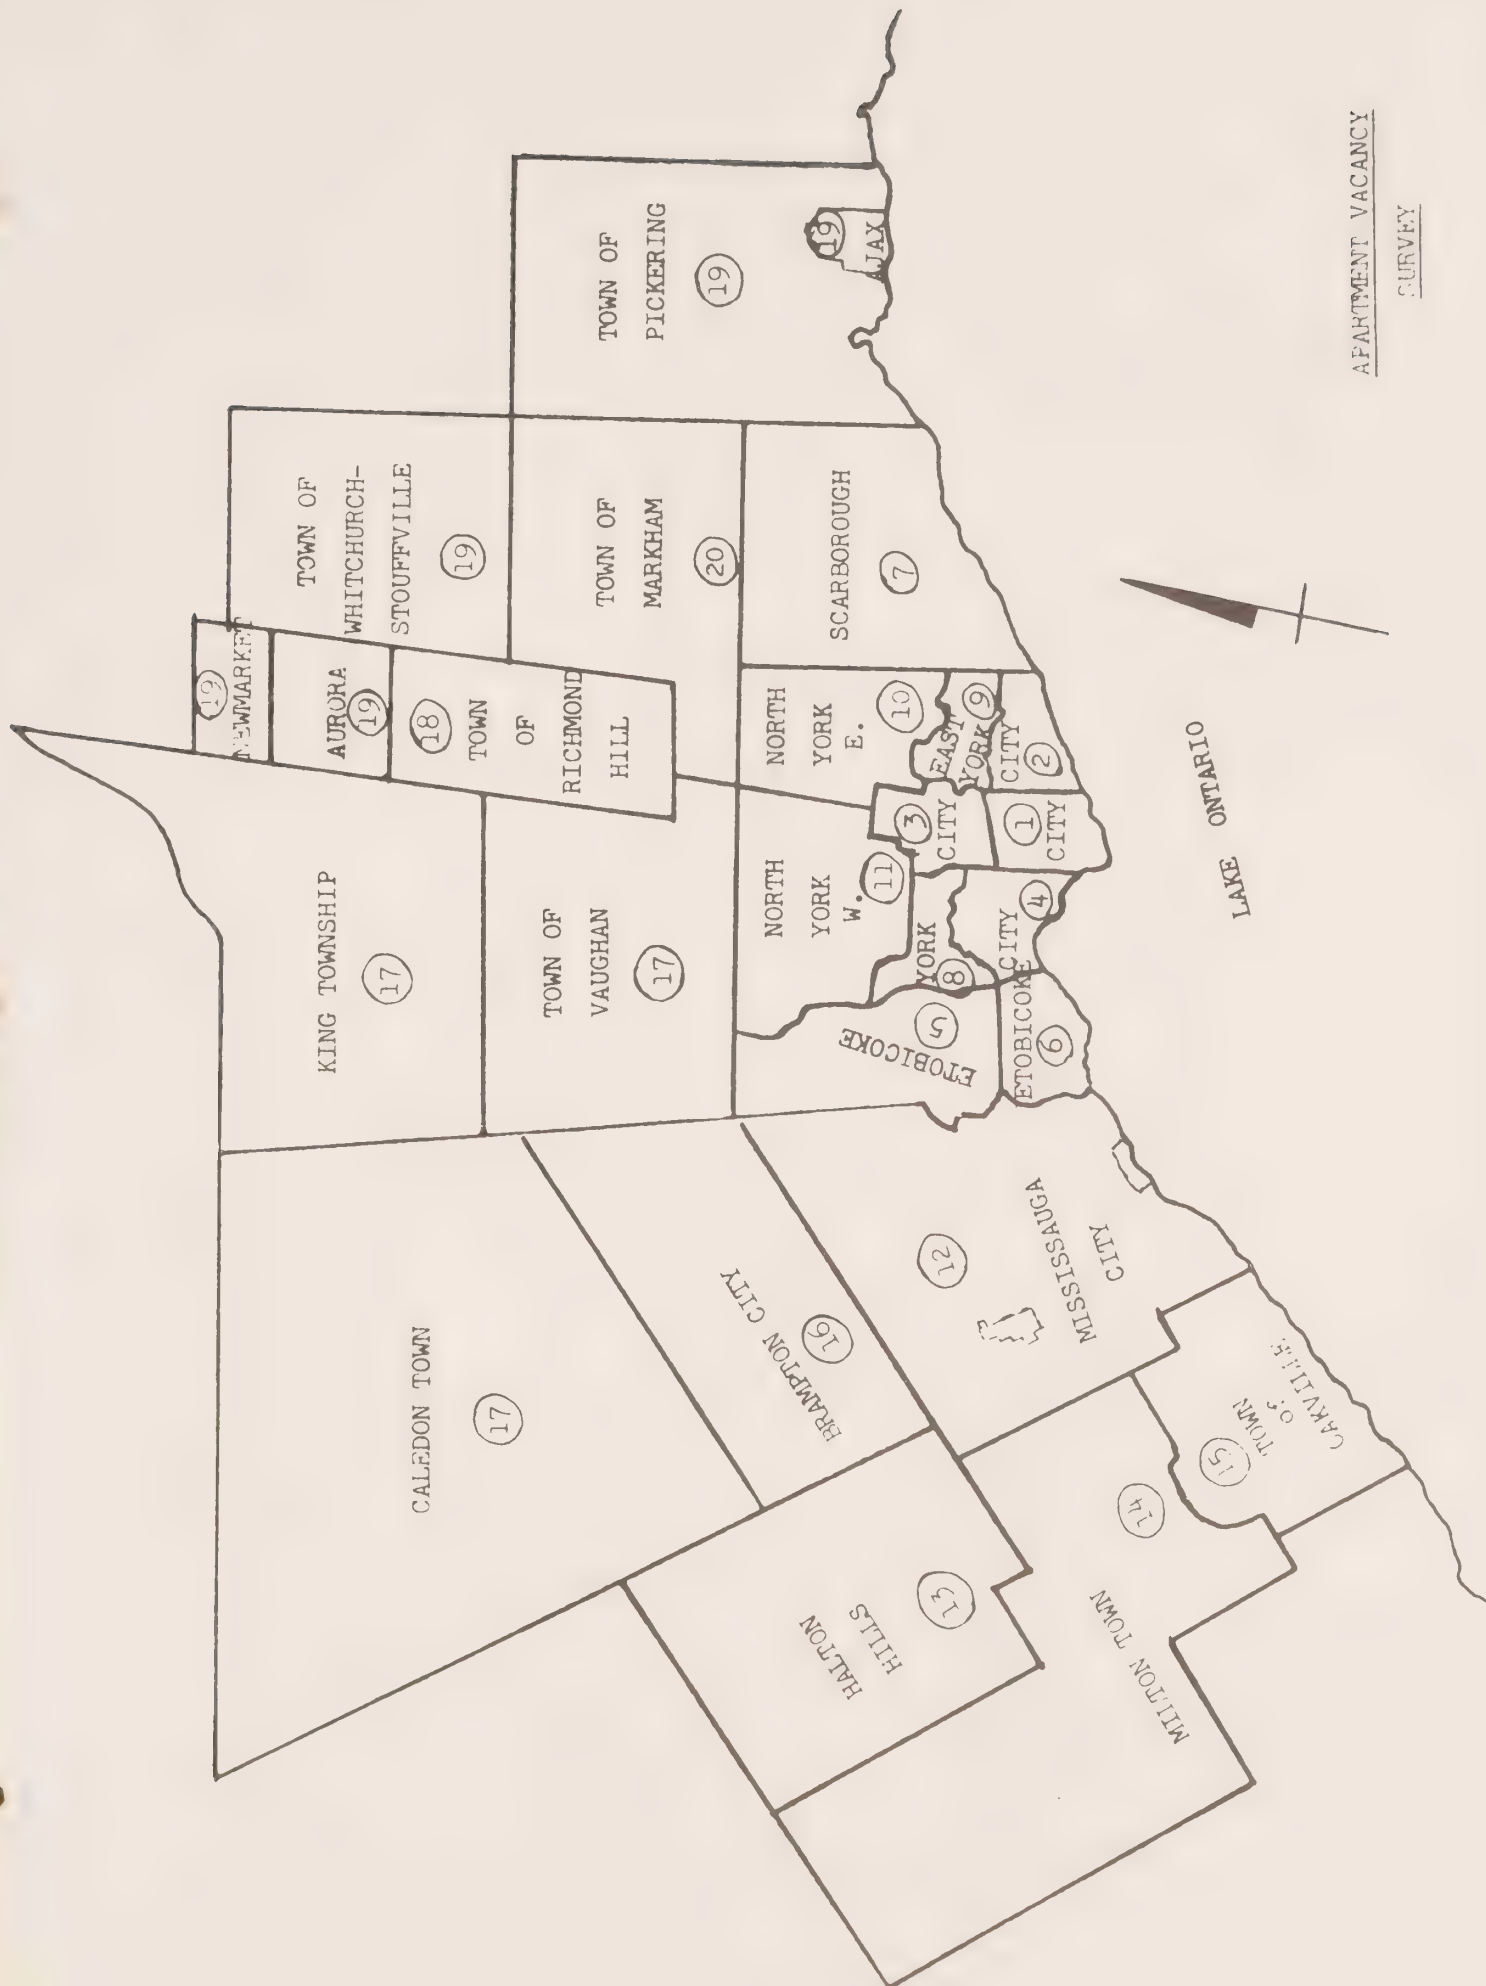 APARTMENT VACANCY
SURVEY
KING TOWNSHIP
17
19
NEWMARKET
AURORA
19
TOWN OF
WHITCHURCH-
STOUFFVILLE
19
CALEDON TOWN
17
TOWN OF
VAUGHAN
17
18
TOWN
OF
RICHMOND
HILL
TOWN OF
MARKHAM
20
TOWN OF
PICKERING
19
19
AJAX
BRAMPTON CITY
16
ETOBICOKE
5
NORTH
YORK
W.
11
NORTH
YORK
E.
10
SCARBOROUGH
7
YORK
8
3
CITY
EAST
YORK
9
HALTON
HILLS
13
12
MISSISSAUGA
CITY
ETOBICOKE
6
CITY
4
1
CITY
CITY
2
MILTON TOWN
14
15
TOWN
OF
OAKVILLE
LAKE ONTARIO